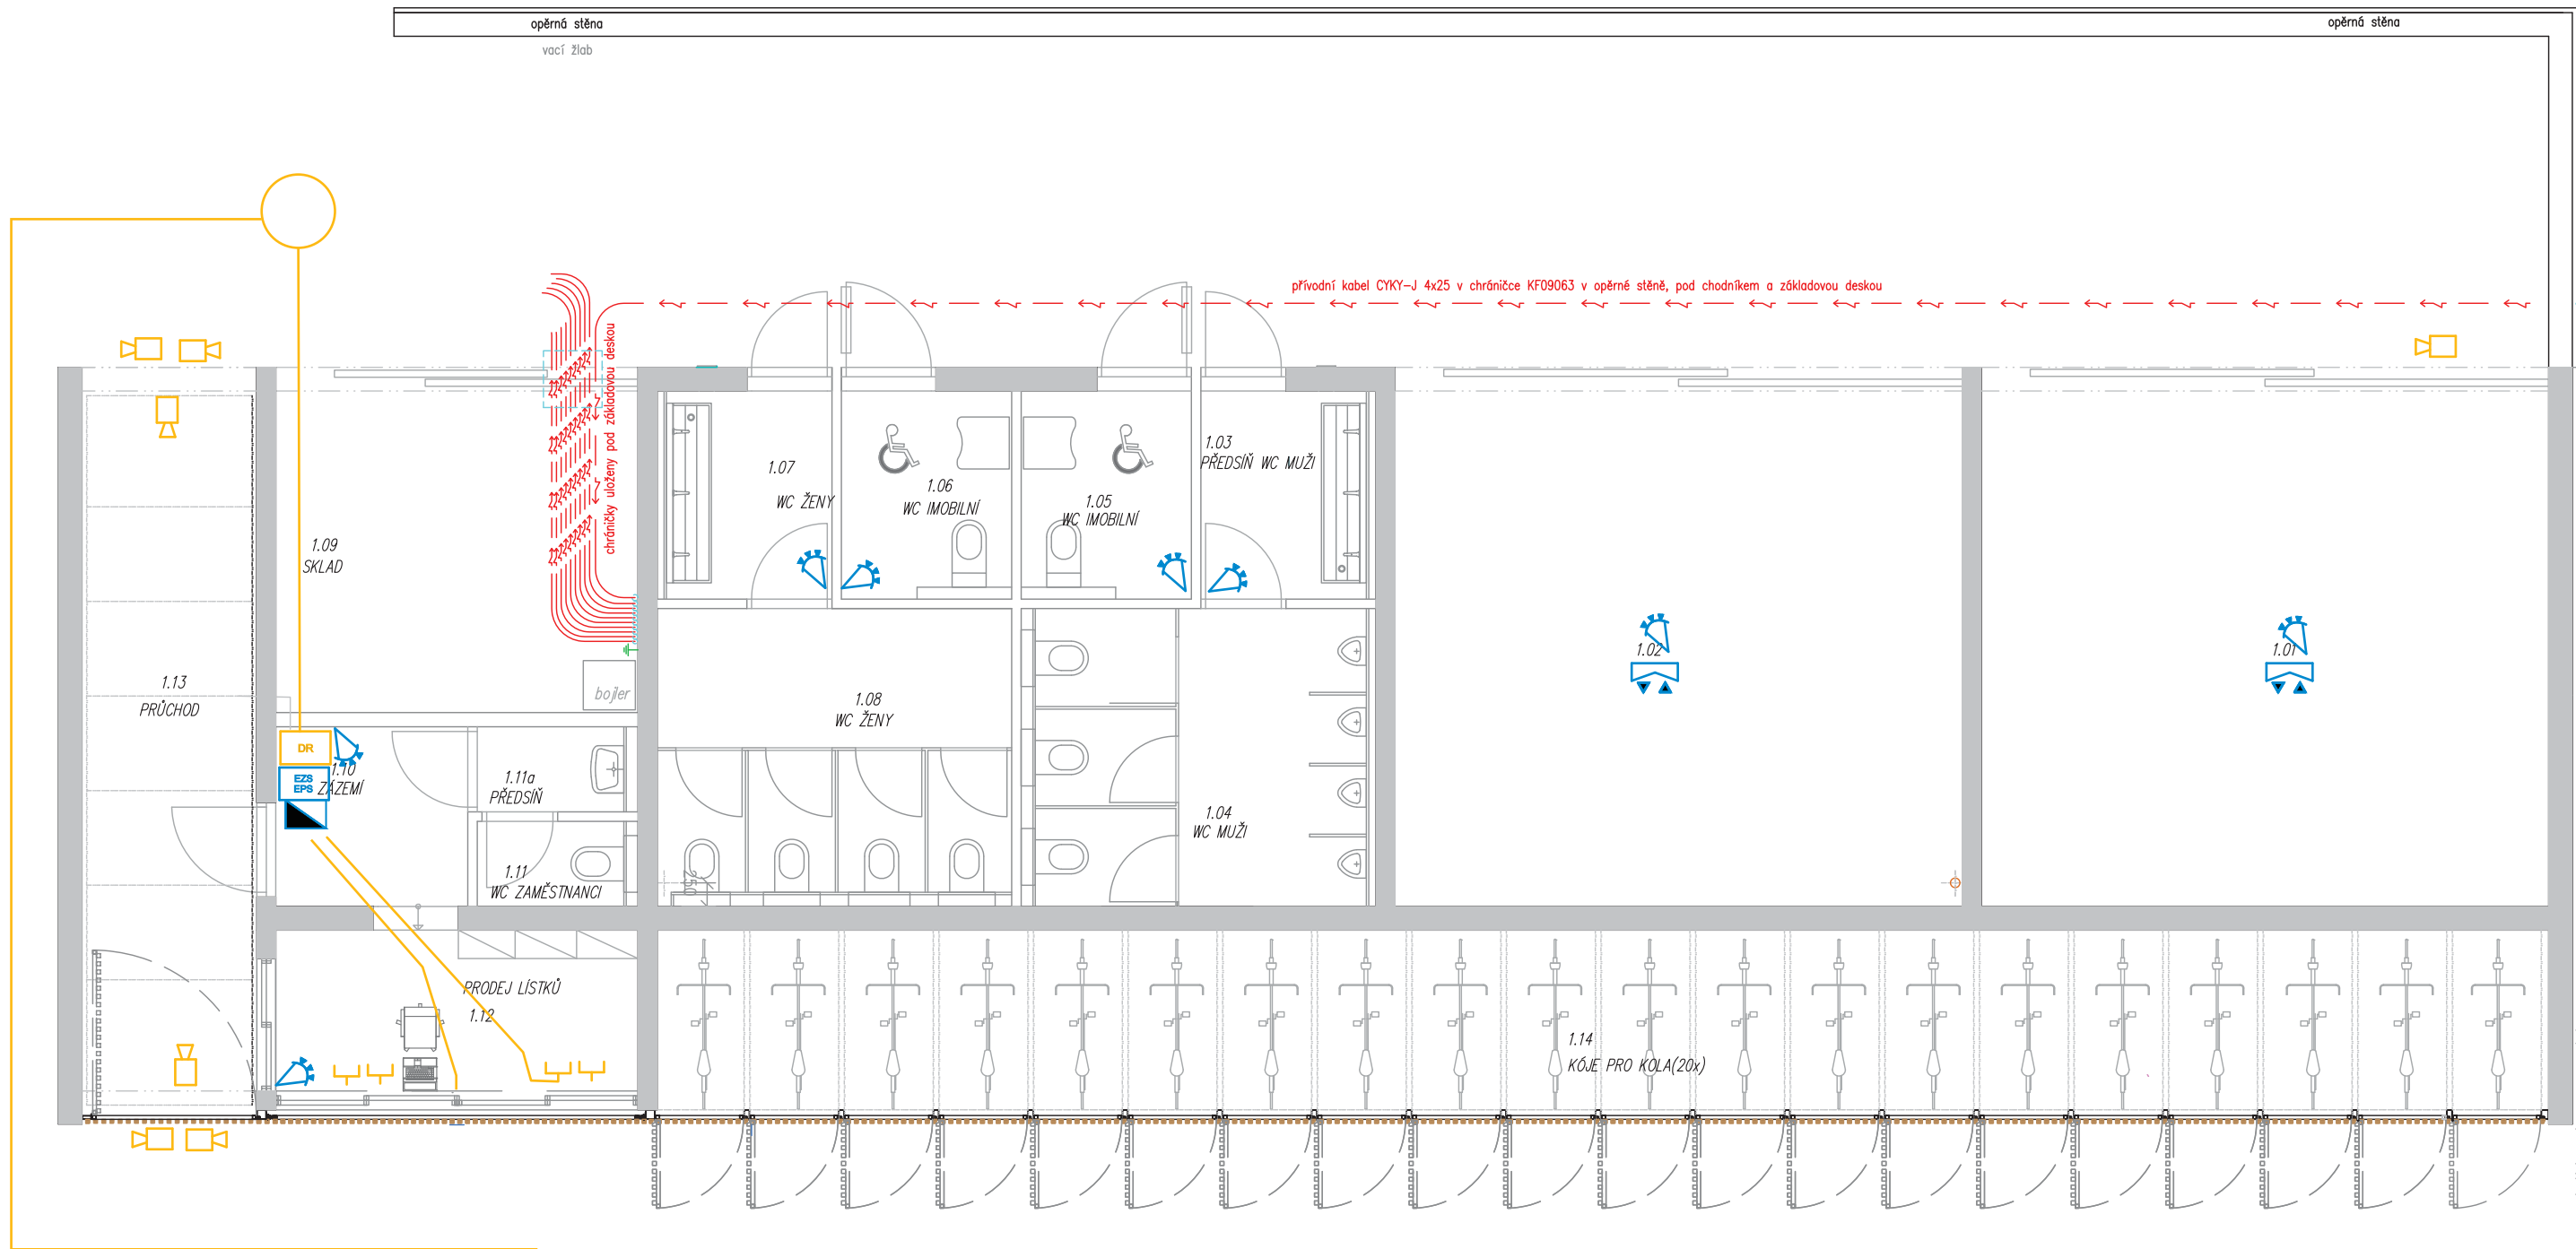 opěrná stěna
opěrná stěna
vací žlab
přívodní kabel CYKY-J 4x25 v chráničce KF09063 v opěrné stěně, pod chodníkem a základovou deskou
chráničky uloženy pod základovou deskou
1.03
PŘEDSÍŇ WC MUŽI
1.07
WC ŽENY
1.06
WC IMOBILNÍ
1.05
WC IMOBILNÍ
1.09
SKLAD
1.02
1.01
1.13
PRŮCHOD
bojler
1.08
WC ŽENY
DR
EZS
EPS
1.10
ZÁZEMÍ
1.11a
PŘEDSÍŇ
1.04
WC MUŽI
1.11
WC ZAMĚSTNANCI
250
PRODEJ LÍSTKŮ
1.12
1.14
KÓJE PRO KOLA(20x)